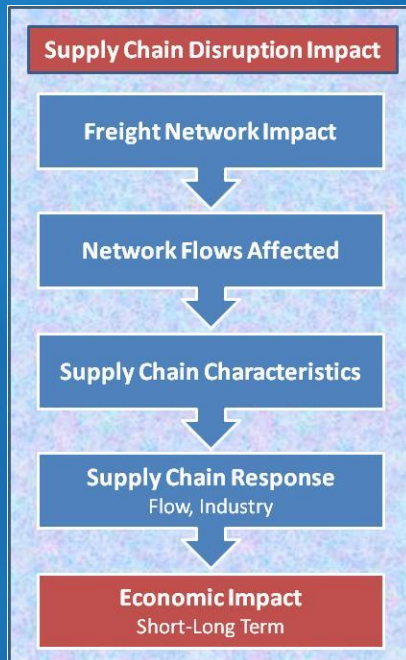 Supply Chain Disruption Impact
Freight Network Impact
Network Flows Affected
Supply Chain Characteristics
Supply Chain Response
Flow, Industry
Economic Impact
Short-Long Term